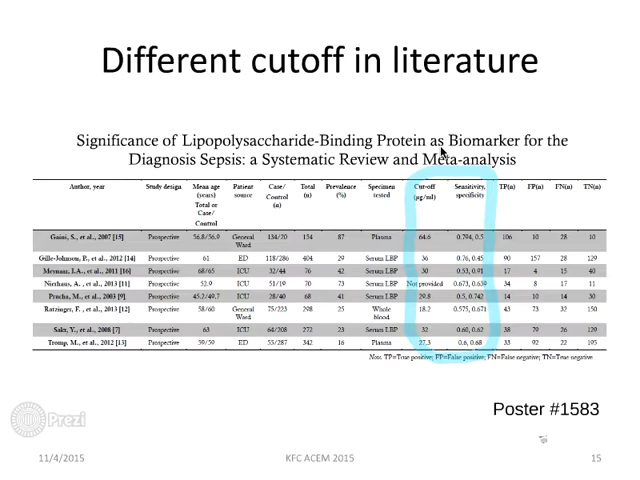 Different cutoff in literature
Significance of Lipopolysaccharide-Binding Protein as Biomarker for the
Diagnosis Sepsis: a Systematic Review and Meta-analysis
Author, year Study design Mean age (years) Total or Case/ Control Patient source Case/ Control (n) Total (n) Prevalence (%) Specimen tested Cut-off (µg/ml) Sensitivity, specificity TP(n) FP(n) FN(n) TN(n)
Gaini, S., et al., 2007 [15] Prospective 56.8/56.9 General Ward 134/20 154 87 Plasma 64.6 0.794, 0.5 106 10 28 10
Gille-Johnson, P., et al., 2012 [14] Prospective 61 ED 118/286 404 29 Serum LBP 36 0.76, 0.45 90 157 28 129
Meynaar, I.A., et al., 2011 [16] Prospective 68/65 ICU 32/44 76 42 Serum LBP 30 0.53, 0.91 17 4 15 40
Nierhaus, A., et al., 2013 [11] Prospective 52.9 ICU 51/19 70 73 Serum LBP Not provided 0.673, 34 8 17 11
Prucha, M., et al., 2003 [9] Prospective 45.2/49.7 ICU 28/40 68 41 Serum LBP 29.8 0.5, 0.742 14 10 14 30
Ratzinger, F., et al., 2013 [12] Prospective 58/60 General Ward 75/223 298 25 Whole blood 18.2 0.575, 0.671 43 73 32 150
Sakr, Y., et al., 2008 [7] Prospective 63 ICU 64/208 272 23 Serum LBP 32 0.60, 0.62 38 79 26 129
Tromp, M., et al., 2012 [13] Prospective 59/59 ED 55/287 342 16 Plasma 27.3 0.6, 0.68 33 92 22 195
Note. TP=True positive; FP=False positive; FN=False negative; TN=True negative
Poster #1583
Prezi
11/4/2015 KFC ACEM 2015 15